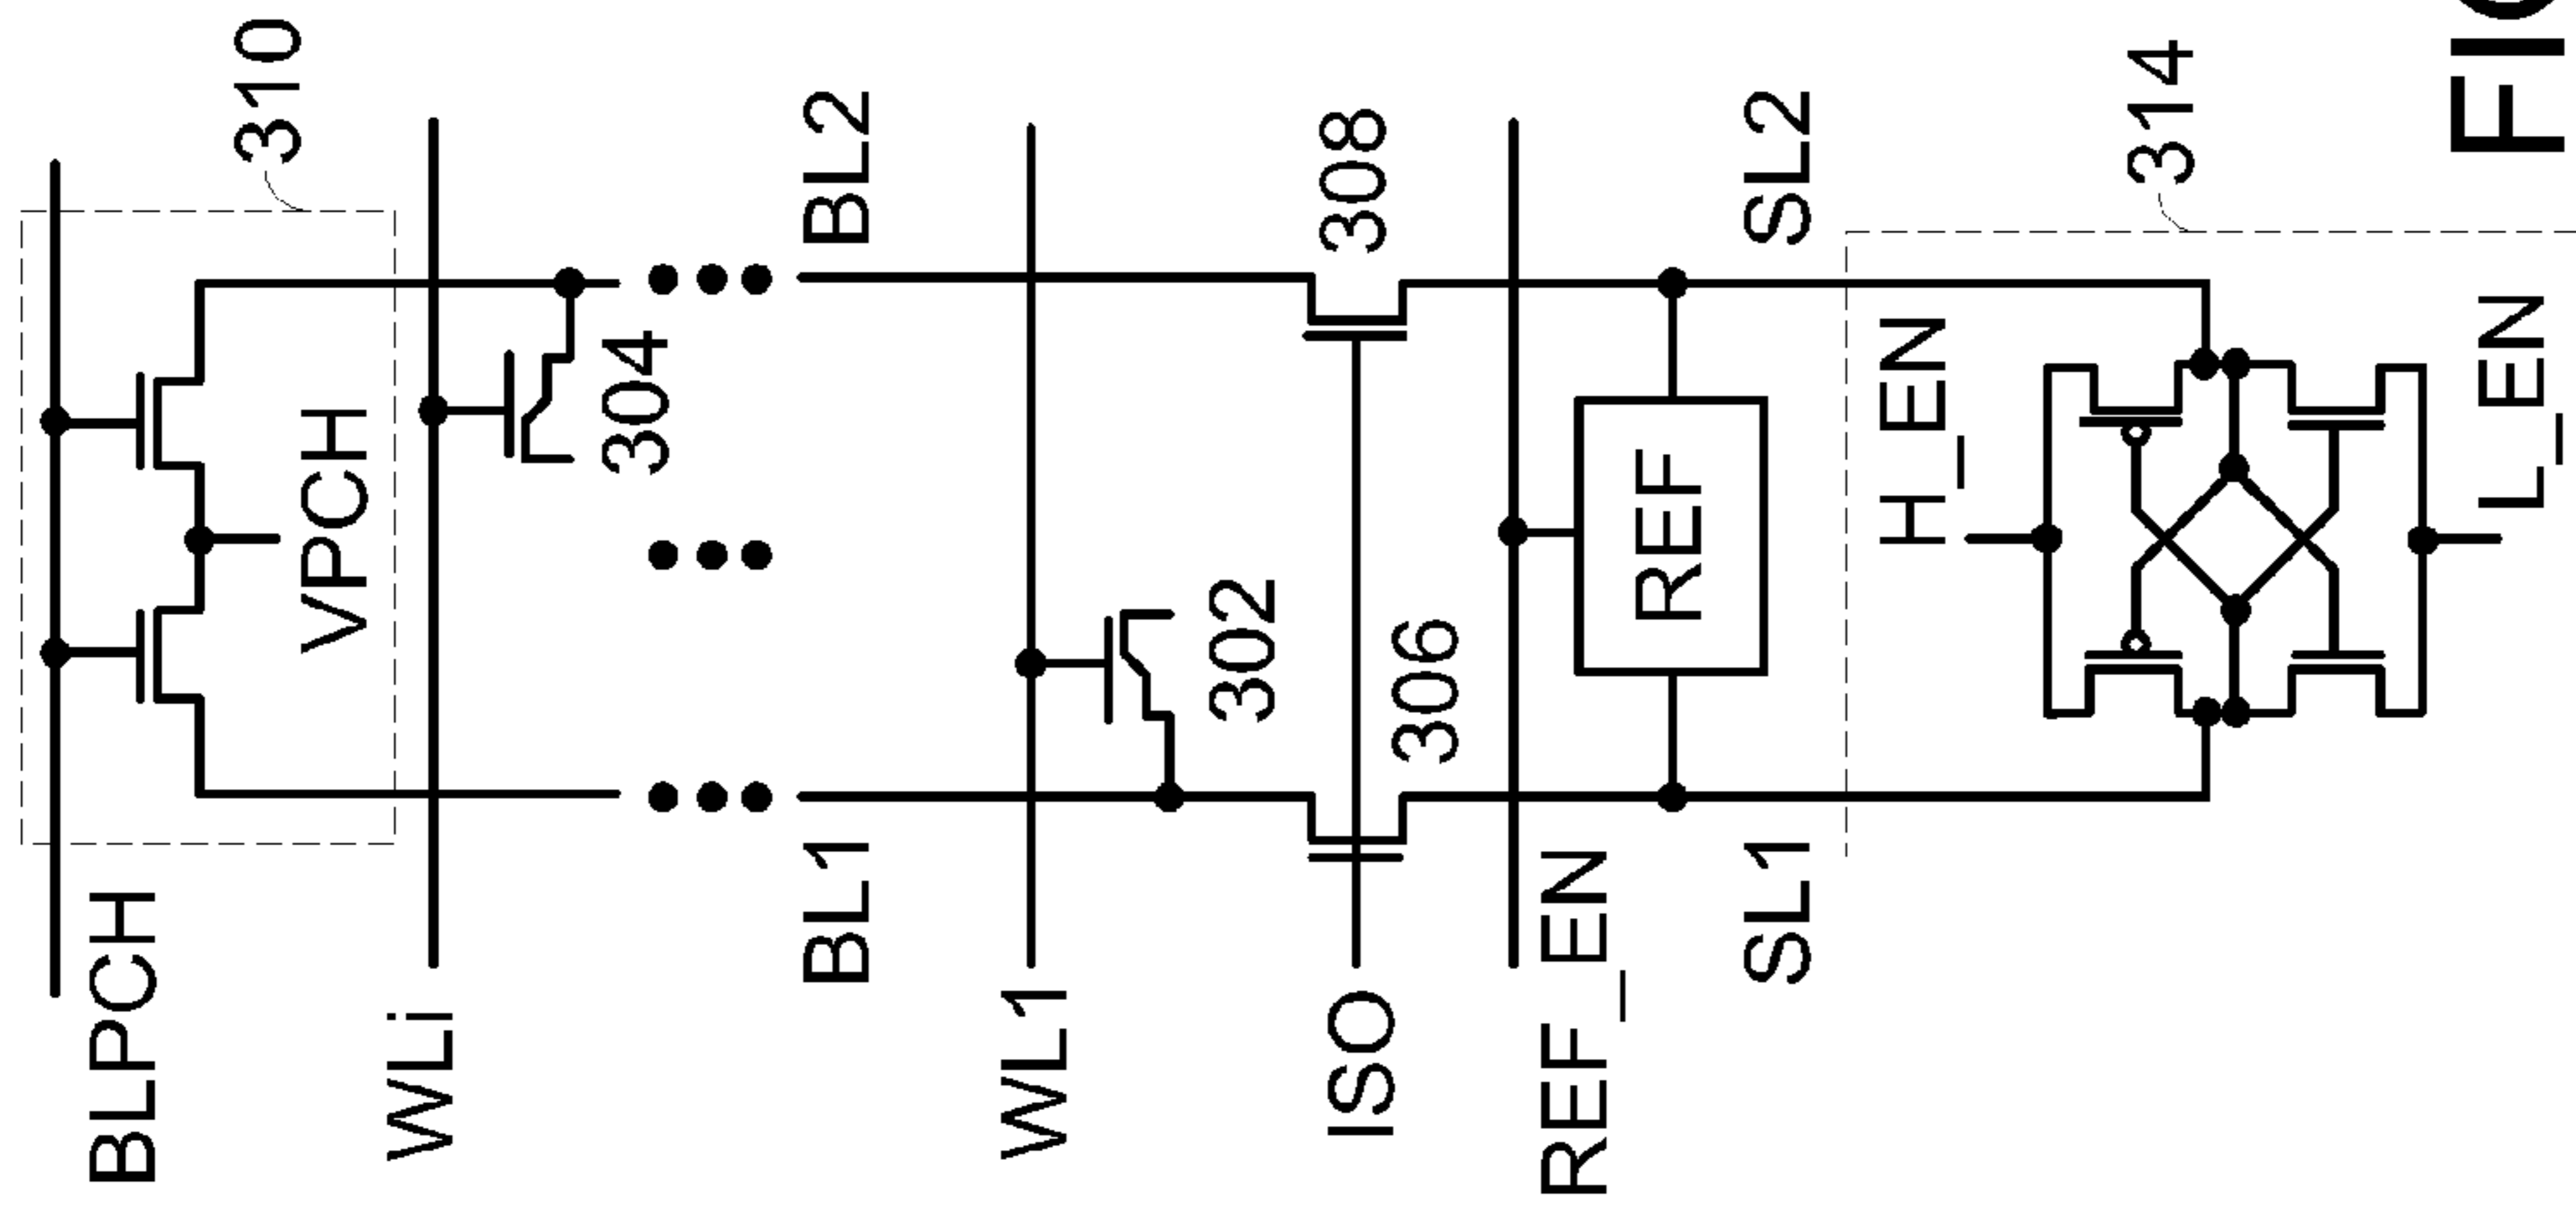 BLPCH
310
VPCH
WLi
304
BL1
BL2
WL1
302
308
ISO
306
REF_EN
REF
SL1
SL2
H_EN
314
L_EN